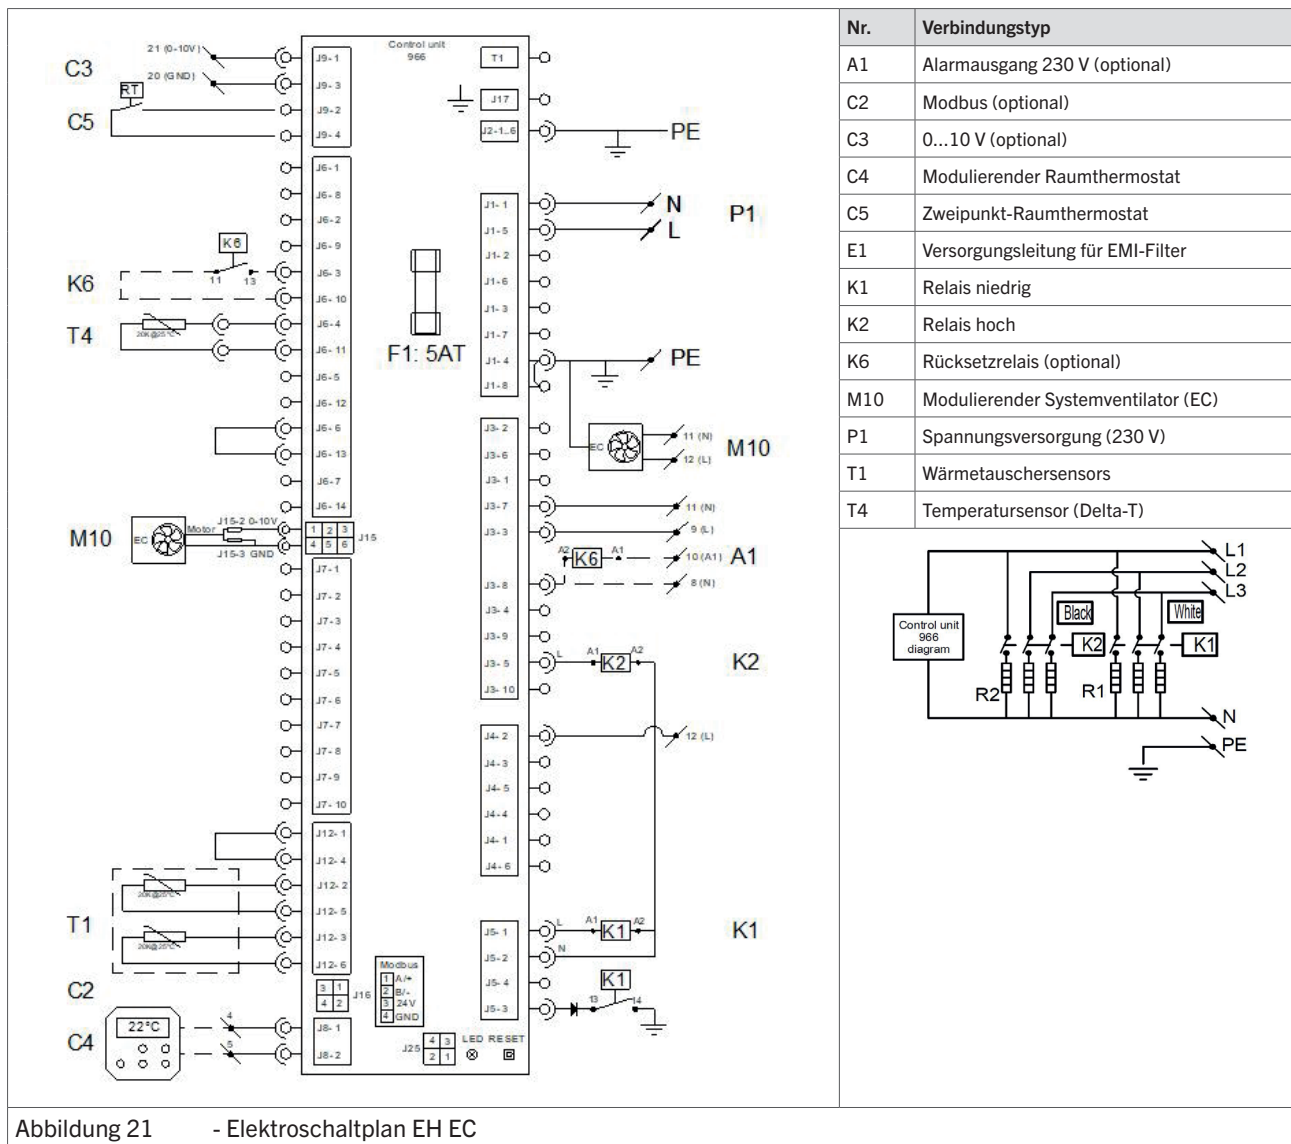 Control unit
966
C3
21 (0-10V)
20 (GND)
RT
C5
J9-1
J9-3
J9-2
J9-4
J6-1
J6-8
J6-2
J6-9
J6-3
J6-10
J6-4
J6-11
J6-5
J6-12
J6-6
J6-13
J6-7
J6-14
K6
K6
11
13
T4
20K@25°C
F1: 5AT
M10
EC
Motor
J15-2 0-10V
J15-3 GND
1 2 3
4 5 6
J15
J7-1
J7-2
J7-3
J7-4
J7-5
J7-6
J7-7
J7-8
J7-9
J7-10
J12-1
J12-4
J12-2
J12-5
J12-3
J12-6
T1
20K@25°C
20K@25°C
C2
3 1
4 2
J16
Modbus
1 A/+
2 B/-
3 24V
4 GND
C4
22°C
4
5
J8-1
J8-2
J25
4 3
2 1
LED RESET
T1
J17
J2-1..6
PE
J1-1
J1-5
J1-2
J1-6
J1-3
J1-7
J1-4
J1-8
N
L
P1
PE
EC
11 (N)
12 (L)
M10
J3-2
J3-6
J3-1
J3-7
J3-3
J3-8
J3-4
J3-9
J3-5
J3-10
11 (N)
9 (L)
A2
K6
A1
10 (A1)
A1
8 (N)
L
A1
K2
A2
K2
J4-2
J4-3
J4-5
J4-4
J4-1
J4-6
12 (L)
J5-1
J5-2
J5-4
J5-3
L
A1
K1
A2
K1
N
K1
13
14
Nr. Verbindungstyp
A1 Alarmausgang 230 V (optional)
C2 Modbus (optional)
C3 0...10 V (optional)
C4 Modulierender Raumthermostat
C5 Zweipunkt-Raumthermostat
E1 Versorgungsleitung für EMI-Filter
K1 Relais niedrig
K2 Relais hoch
K6 Rücksetzrelais (optional)
M10 Modulierender Systemventilator (EC)
P1 Spannungsversorgung (230 V)
T1 Wärmetauschersensors
T4 Temperatursensor (Delta-T)
L1
L2
L3
Black
White
Control unit
966
diagram
K2
K1
R2
R1
N
PE
Abbildung 21 - Elektroschaltplan EH EC